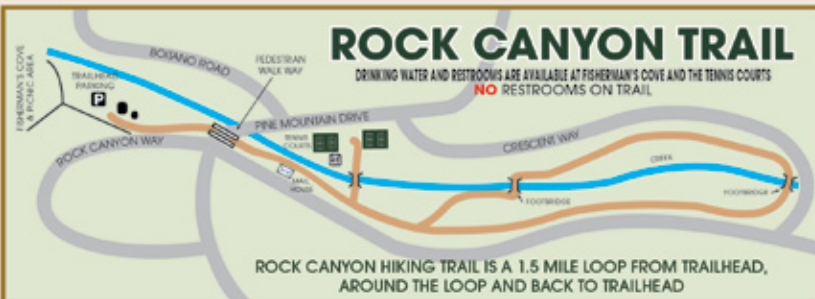 ROCK CANYON TRAIL
DRINKING WATER AND RESTROOMS ARE AVAILABLE AT FISHERMAN'S COVE AND THE TENNIS COURTS
NO RESTROOMS ON TRAIL
BOITANO ROAD
PEDESTRIAN
WALK WAY
FISHERMAN'S COVE
& PICNIC AREA
TRAILHEAD
PARKING
P
PINE MOUNTAIN DRIVE
ROCK CANYON WAY
TENNIS
COURTS
CRESCENT WAY
CREEK
MAIL
HOUSE
FOOTBRIDGE
FOOTBRIDGE
ROCK CANYON HIKING TRAIL IS A 1.5 MILE LOOP FROM TRAILHEAD,
AROUND THE LOOP AND BACK TO TRAILHEAD